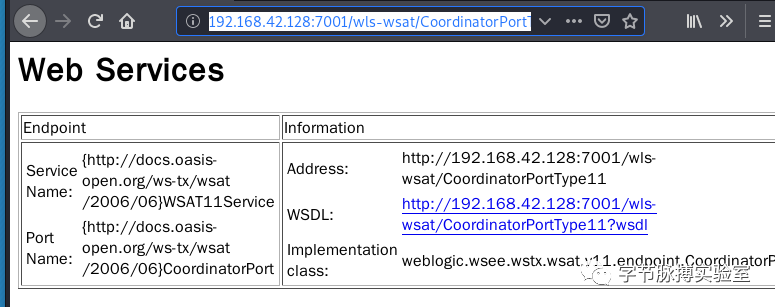 192.168.42.128:7001/wls-wsat/CoordinatorPortT
Web Services
Endpoint
Information
Service Name:
{http://docs.oasis-
open.org/ws-tx/wsat
/2006/06}WSAT11Service
Port Name:
{http://docs.oasis-
open.org/ws-tx/wsat
/2006/06}CoordinatorPort
Address:
http://192.168.42.128:7001/wls-
wsat/CoordinatorPortType11
WSDL:
http://192.168.42.128:7001/wls-
wsat/CoordinatorPortType11?wsdl
Implementation
class:
weblogic.wsee.wstx.wsat.v11.endpoint.CoordinatorP
字节脉搏实验室